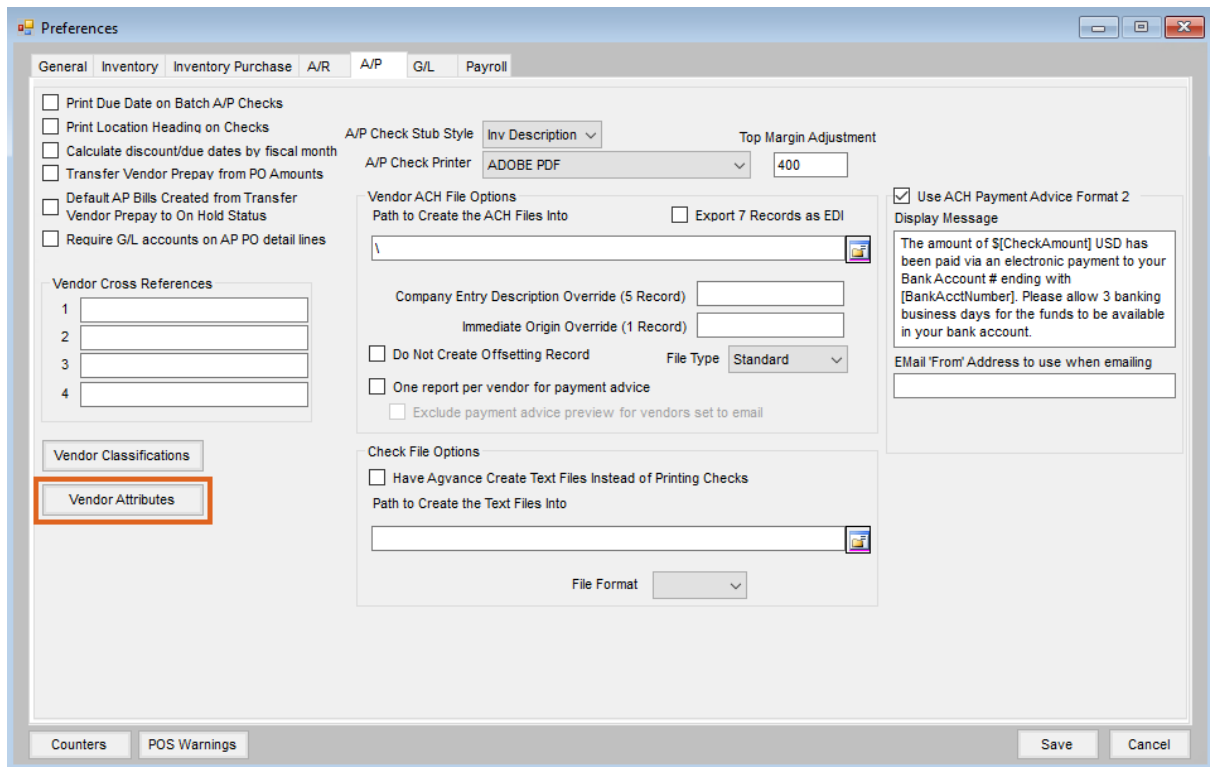 Preferences
General Inventory Inventory Purchase A/R A/P G/L Payroll
Print Due Date on Batch A/P Checks
Print Location Heading on Checks
Calculate discount/due dates by fiscal month
Transfer Vendor Prepay from PO Amounts
Default AP Bills Created from Transfer
Vendor Prepay to On Hold Status
Require G/L accounts on AP PO detail lines
Vendor Cross References
1
2
3
4
Vendor Classifications
Vendor Attributes
A/P Check Stub Style Inv Description
Top Margin Adjustment
A/P Check Printer ADOBE PDF 400
Vendor ACH File Options
Path to Create the ACH Files Into Export 7 Records as EDI
\
Company Entry Description Override (5 Record)
Immediate Origin Override (1 Record)
Do Not Create Offsetting Record File Type Standard
One report per vendor for payment advice
Exclude payment advice preview for vendors set to email
Check File Options
Have Agvance Create Text Files Instead of Printing Checks
Path to Create the Text Files Into
File Format
Use ACH Payment Advice Format 2
Display Message
The amount of $[CheckAmount] USD has
been paid via an electronic payment to your
Bank Account # ending with
[BankAcctNumber]. Please allow 3 banking
business days for the funds to be available
in your bank account.
EMail 'From' Address to use when emailing
Counters POS Warnings Save Cancel